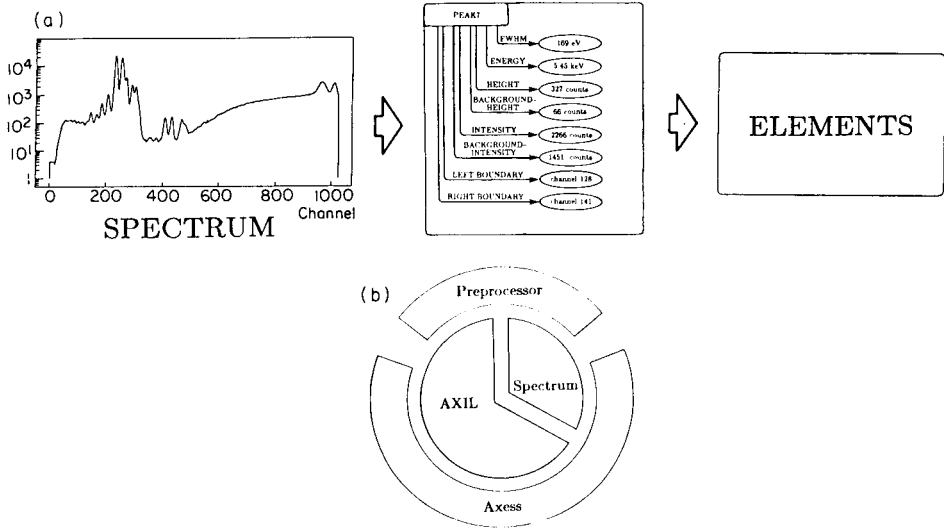 (a)
10⁴
10³
10²
10¹
1
0 200 400 600 800 1000
Channel
SPECTRUM
PEAK7
FWHM 169 eV
ENERGY 5.45 keV
HEIGHT 327 counts
BACKGROUND-
HEIGHT 66 counts
INTENSITY 2266 counts
BACKGROUND-
INTENSITY 1451 counts
LEFT BOUNDARY channel 128
RIGHT BOUNDARY channel 141
ELEMENTS
(b)
Preprocessor
Spectrum
AXIL
Axess